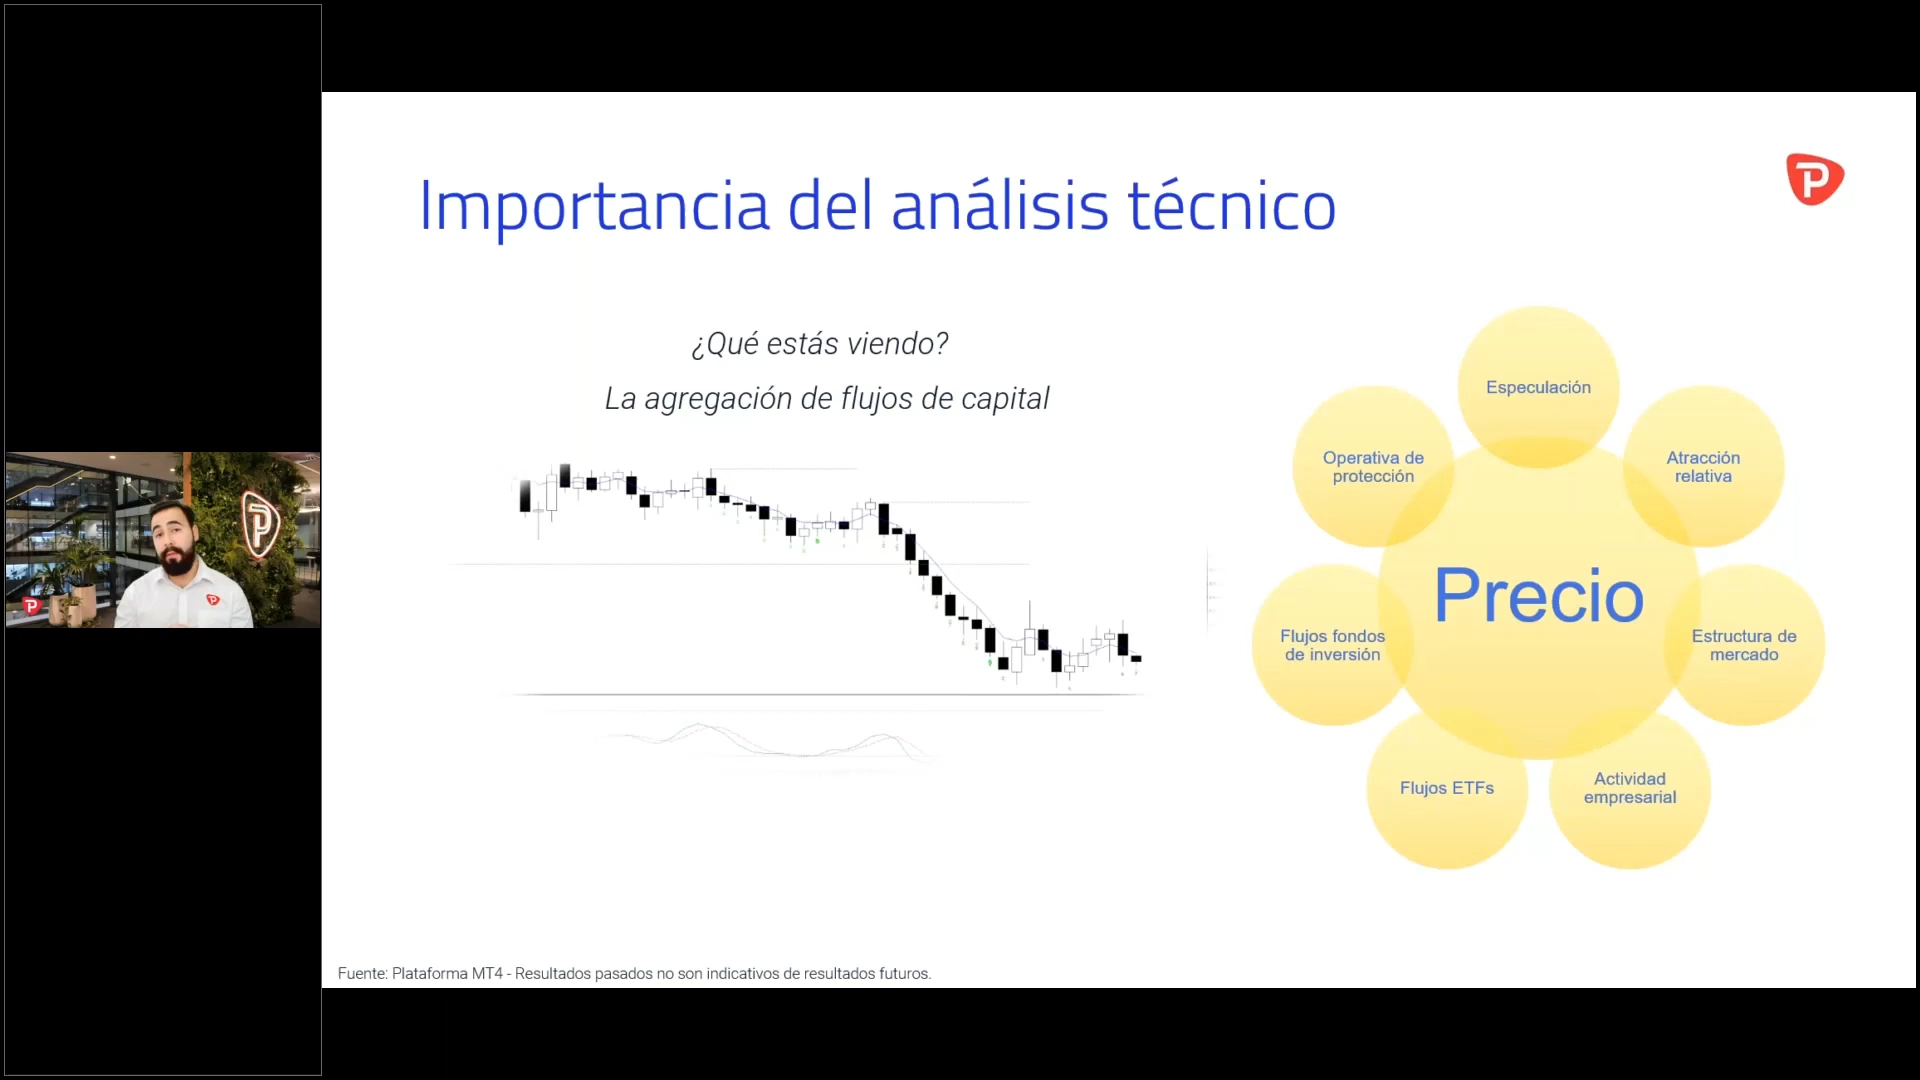 Importancia del análisis técnico
P
¿Qué estás viendo?
La agregación de flujos de capital
Especulación
Operativa de
protección
Atracción
relativa
Precio
Flujos fondos
de inversión
Estructura de
mercado
Flujos ETFs
Actividad
empresarial
P
P
P
Fuente: Plataforma MT4 - Resultados pasados no son indicativos de resultados futuros.